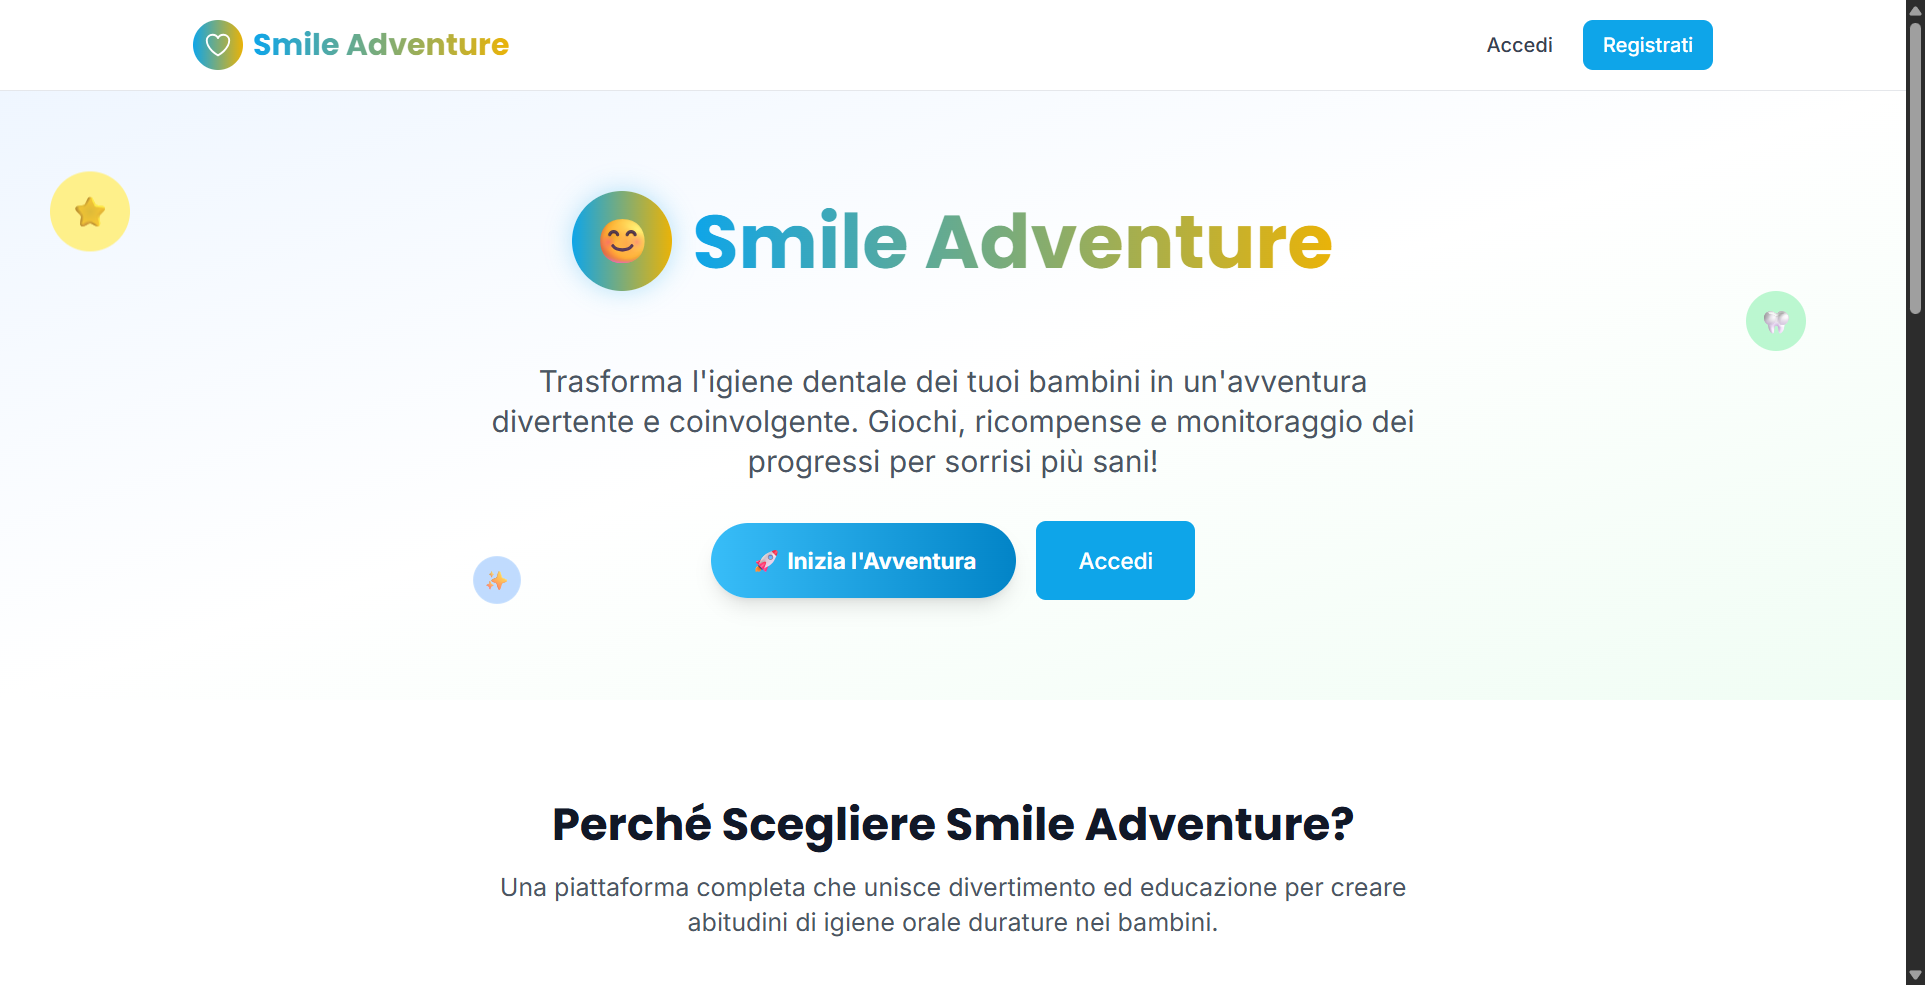 Smile Adventure
Accedi
Registrati
Smile Adventure
Trasforma l'igiene dentale dei tuoi bambini in un'avventura
divertente e coinvolgente. Giochi, ricompense e monitoraggio dei
progressi per sorrisi più sani!
🚀 Inizia l'Avventura
Accedi
Perché Scegliere Smile Adventure?
Una piattaforma completa che unisce divertimento ed educazione per creare
abitudini di igiene orale durature nei bambini.